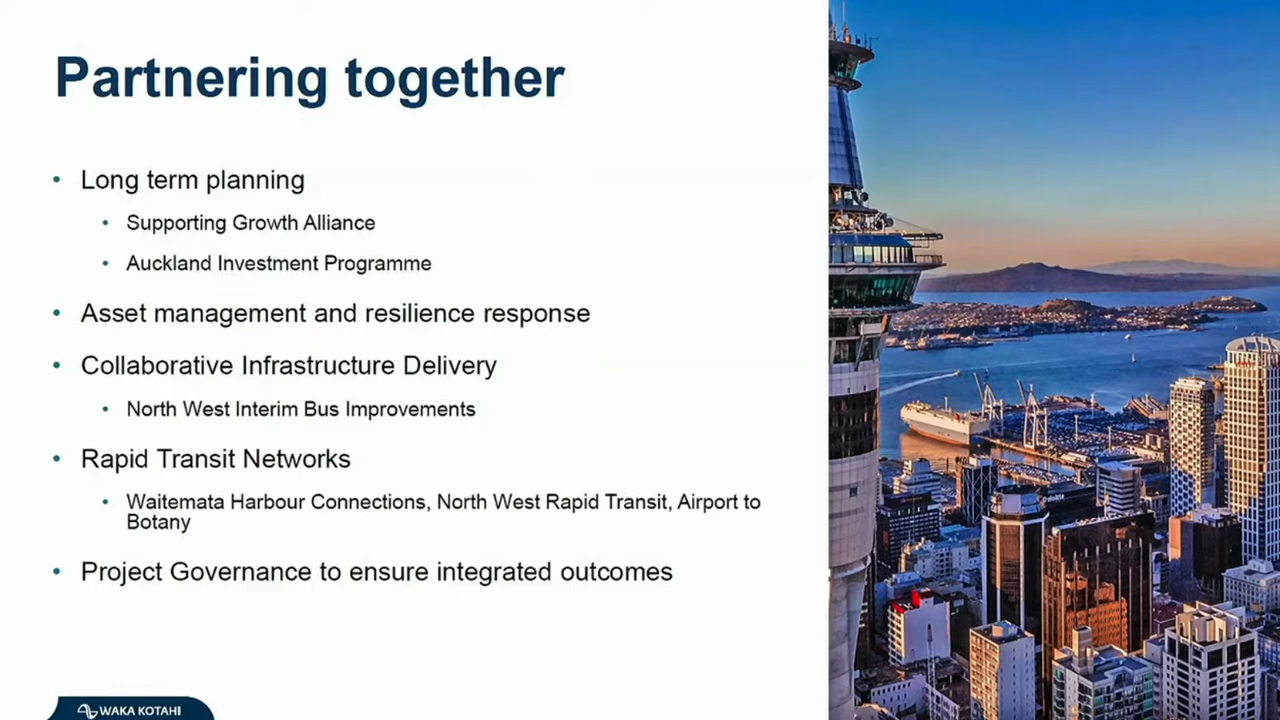 Partnering together
• Long term planning
• Supporting Growth Alliance
• Auckland Investment Programme
• Asset management and resilience response
• Collaborative Infrastructure Delivery
• North West Interim Bus Improvements
• Rapid Transit Networks
• Waitemata Harbour Connections, North West Rapid Transit, Airport to
Botany
• Project Governance to ensure integrated outcomes
WAKA KOTAHI